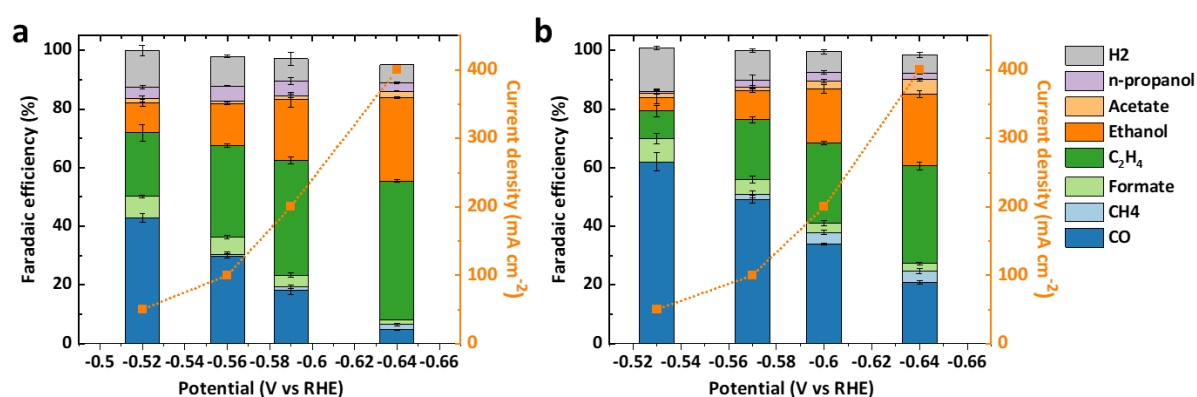 a
Faradaic efficiency (%)
100
80
60
40
20
0
-0.5 -0.52 -0.54 -0.56 -0.58 -0.6 -0.62 -0.64 -0.66
Potential (V vs RHE)
400
300
200
100
0
Current density (mA cm⁻²)
b
Faradaic efficiency (%)
100
80
60
40
20
0
-0.52 -0.54 -0.56 -0.58 -0.6 -0.62 -0.64 -0.66
Potential (V vs RHE)
400
300
200
100
0
Current density (mA cm⁻²)
H2
n-propanol
Acetate
Ethanol
C₂H₄
Formate
CH4
CO